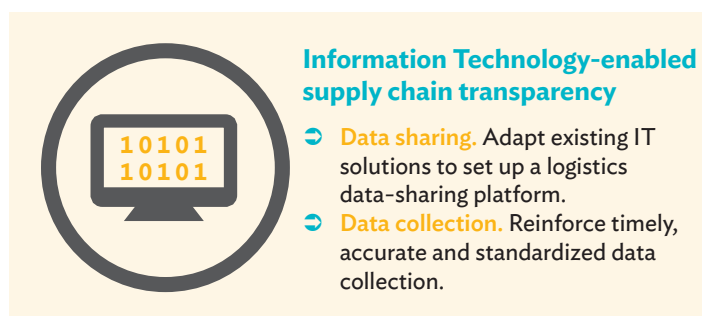 10101
10101
Information Technology-enabled
supply chain transparency
➲ Data sharing. Adapt existing IT
solutions to set up a logistics
data-sharing platform.
➲ Data collection. Reinforce timely,
accurate and standardized data
collection.